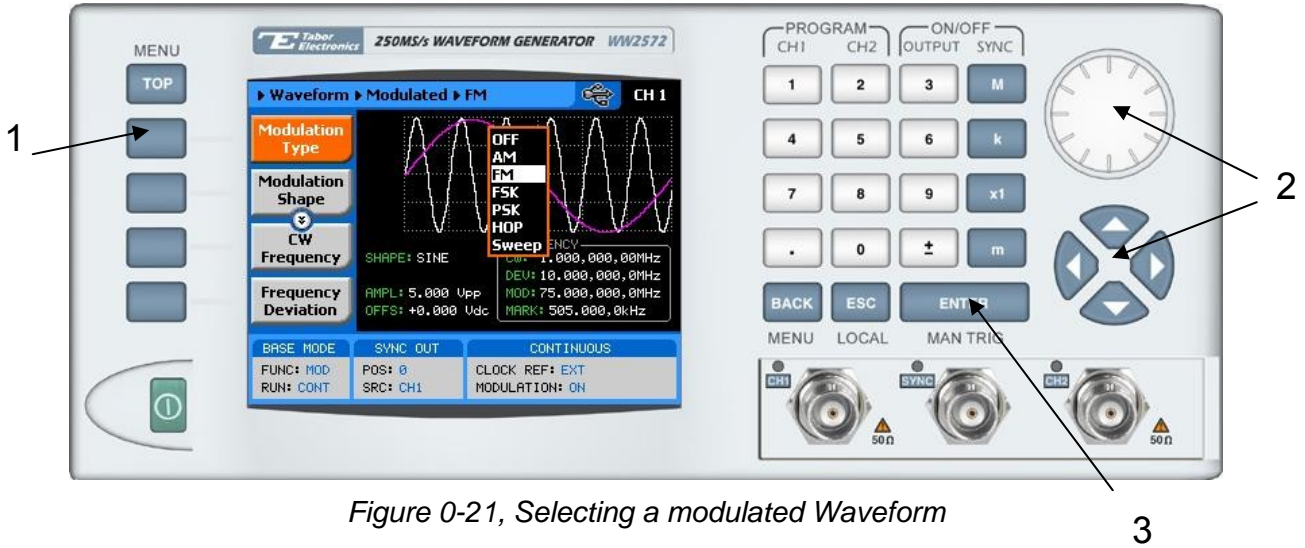 MENU
TOP
Tabor
Electronics
250MS/s WAVEFORM GENERATOR WW2572
Waveform Modulated FM
CH 1
Modulation
Type
Modulation
Shape
CW
Frequency
Frequency
Deviation
OFF
AM
FM
FSK
PSK
HOP
Sweep
SHAPE: SINE
AMPL: 5.000 Vpp
OFFS: +0.000 Vdc
ENCY
CW: 1.000,000,00MHz
DEV: 10.000,000,0MHz
MOD: 75.000,000,0MHz
MARK: 505.000,0kHz
BASE MODE
FUNC: MOD
RUN: CONT
SYNC OUT
POS: 0
SRC: CH1
CONTINUOUS
CLOCK REF: EXT
MODULATION: ON
PROGRAM
CH1 CH2
ON/OFF
OUTPUT SYNC
1 2 3 M
4 5 6 k
7 8 9 x1
. 0 ± m
BACK ESC ENTER
MENU LOCAL MAN TRIG
CH1
SYNC
CH2
50Ω
50Ω
1
2
3
Figure 0-21, Selecting a modulated Waveform